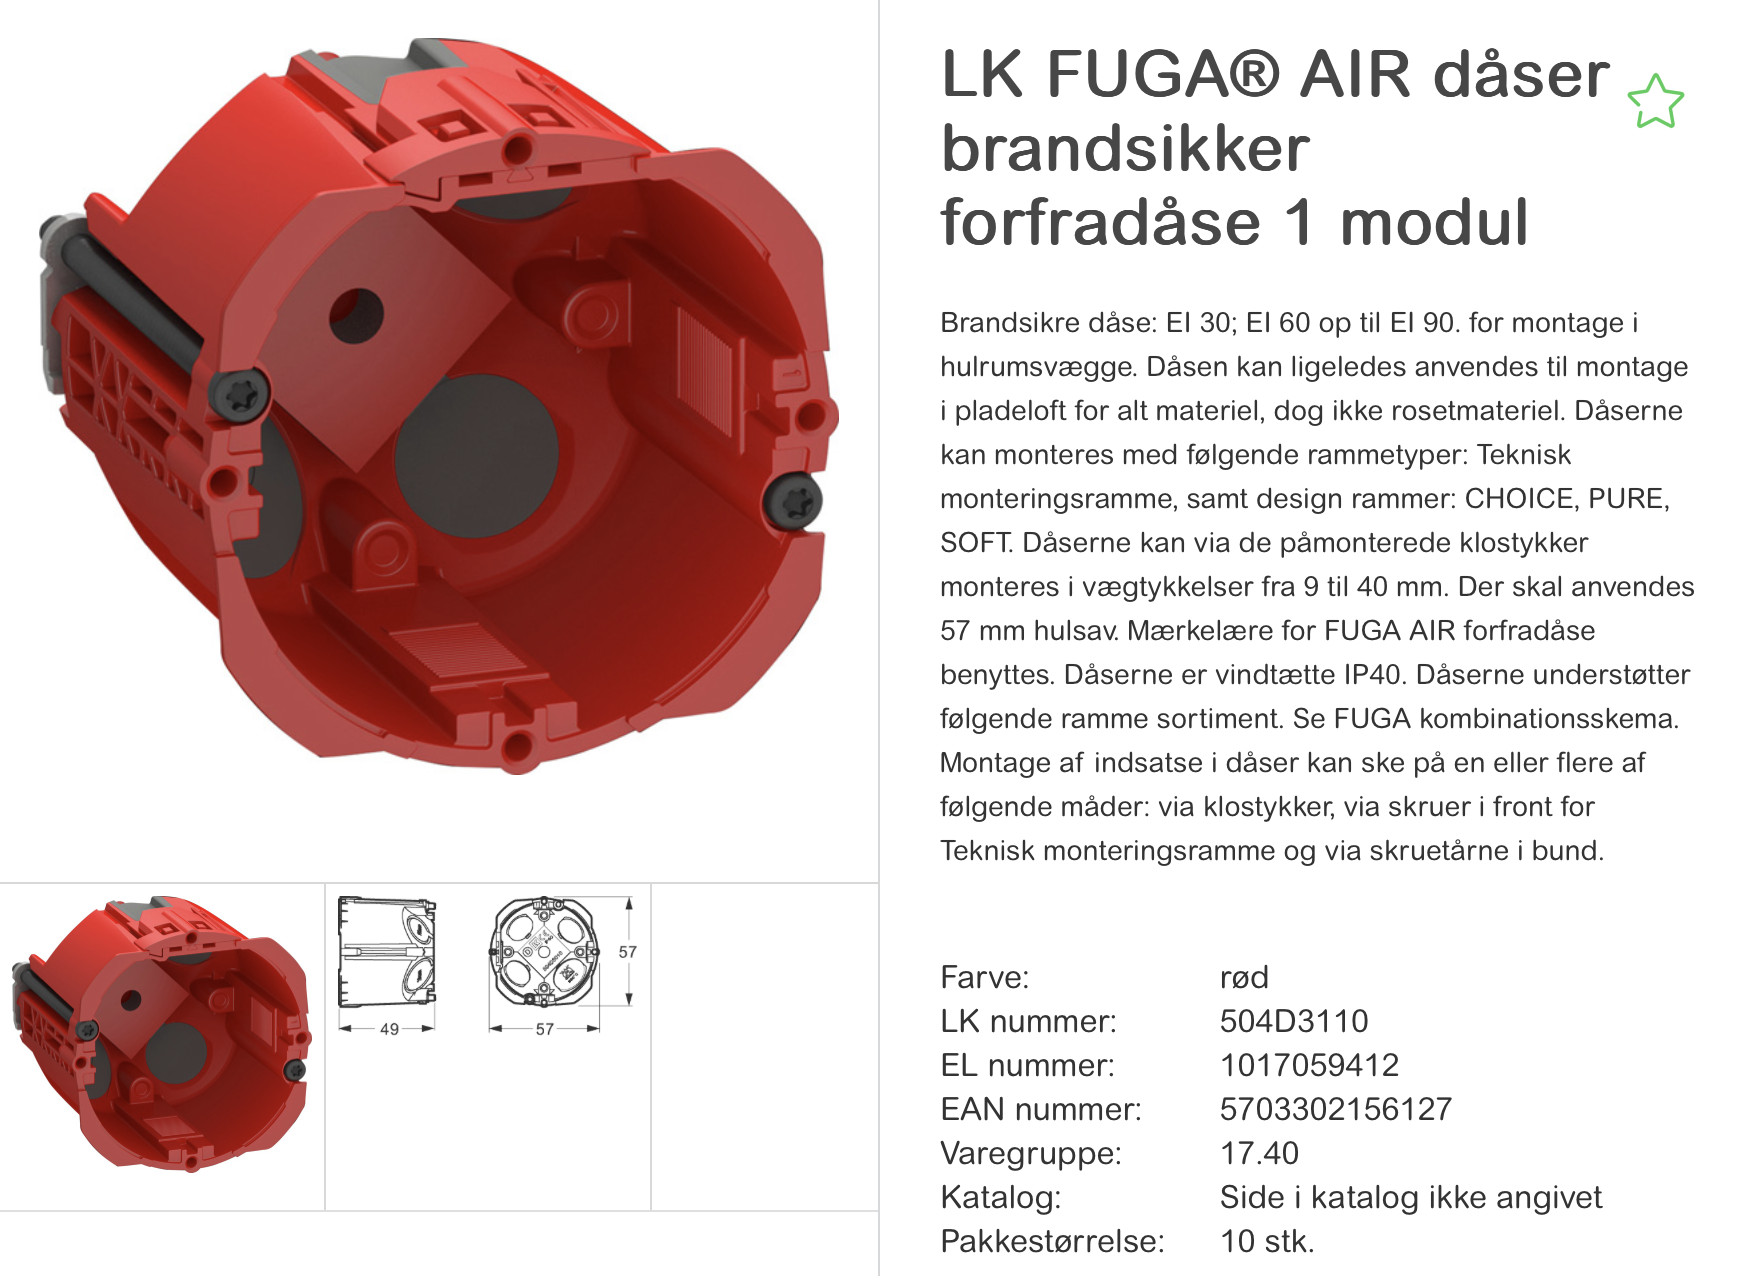 LK FUGA® AIR dåser
brandsikker
forfradåse 1 modul
Brandsikre dåse: EI 30; EI 60 op til EI 90. for montage i
hulrumsvægge. Dåsen kan ligeledes anvendes til montage
i pladeloft for alt materiel, dog ikke rosetmateriel. Dåserne
kan monteres med følgende rammetyper: Teknisk
monteringsramme, samt design rammer: CHOICE, PURE,
SOFT. Dåserne kan via de påmonterede klostykker
monteres i vægtykkelser fra 9 til 40 mm. Der skal anvendes
57 mm hulsav. Mærkelære for FUGA AIR forfradåse
benyttes. Dåserne er vindtætte IP40. Dåserne understøtter
følgende ramme sortiment. Se FUGA kombinationsskema.
Montage af indsatse i dåser kan ske på en eller flere af
følgende måder: via klostykker, via skruer i front for
Teknisk monteringsramme og via skruetårne i bund.
49
57
57
Farve: rød
LK nummer: 504D3110
EL nummer: 1017059412
EAN nummer: 5703302156127
Varegruppe: 17.40
Katalog: Side i katalog ikke angivet
Pakkestørrelse: 10 stk.